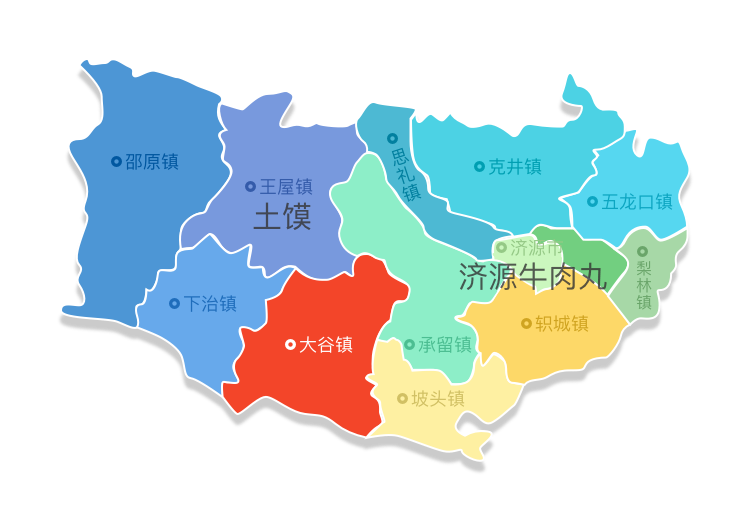 邵原镇
王屋镇
土馍
思礼镇
克井镇
五龙口镇
济源市
济源牛肉丸
梨林镇
下冶镇
大谷镇
承留镇
轵城镇
坡头镇